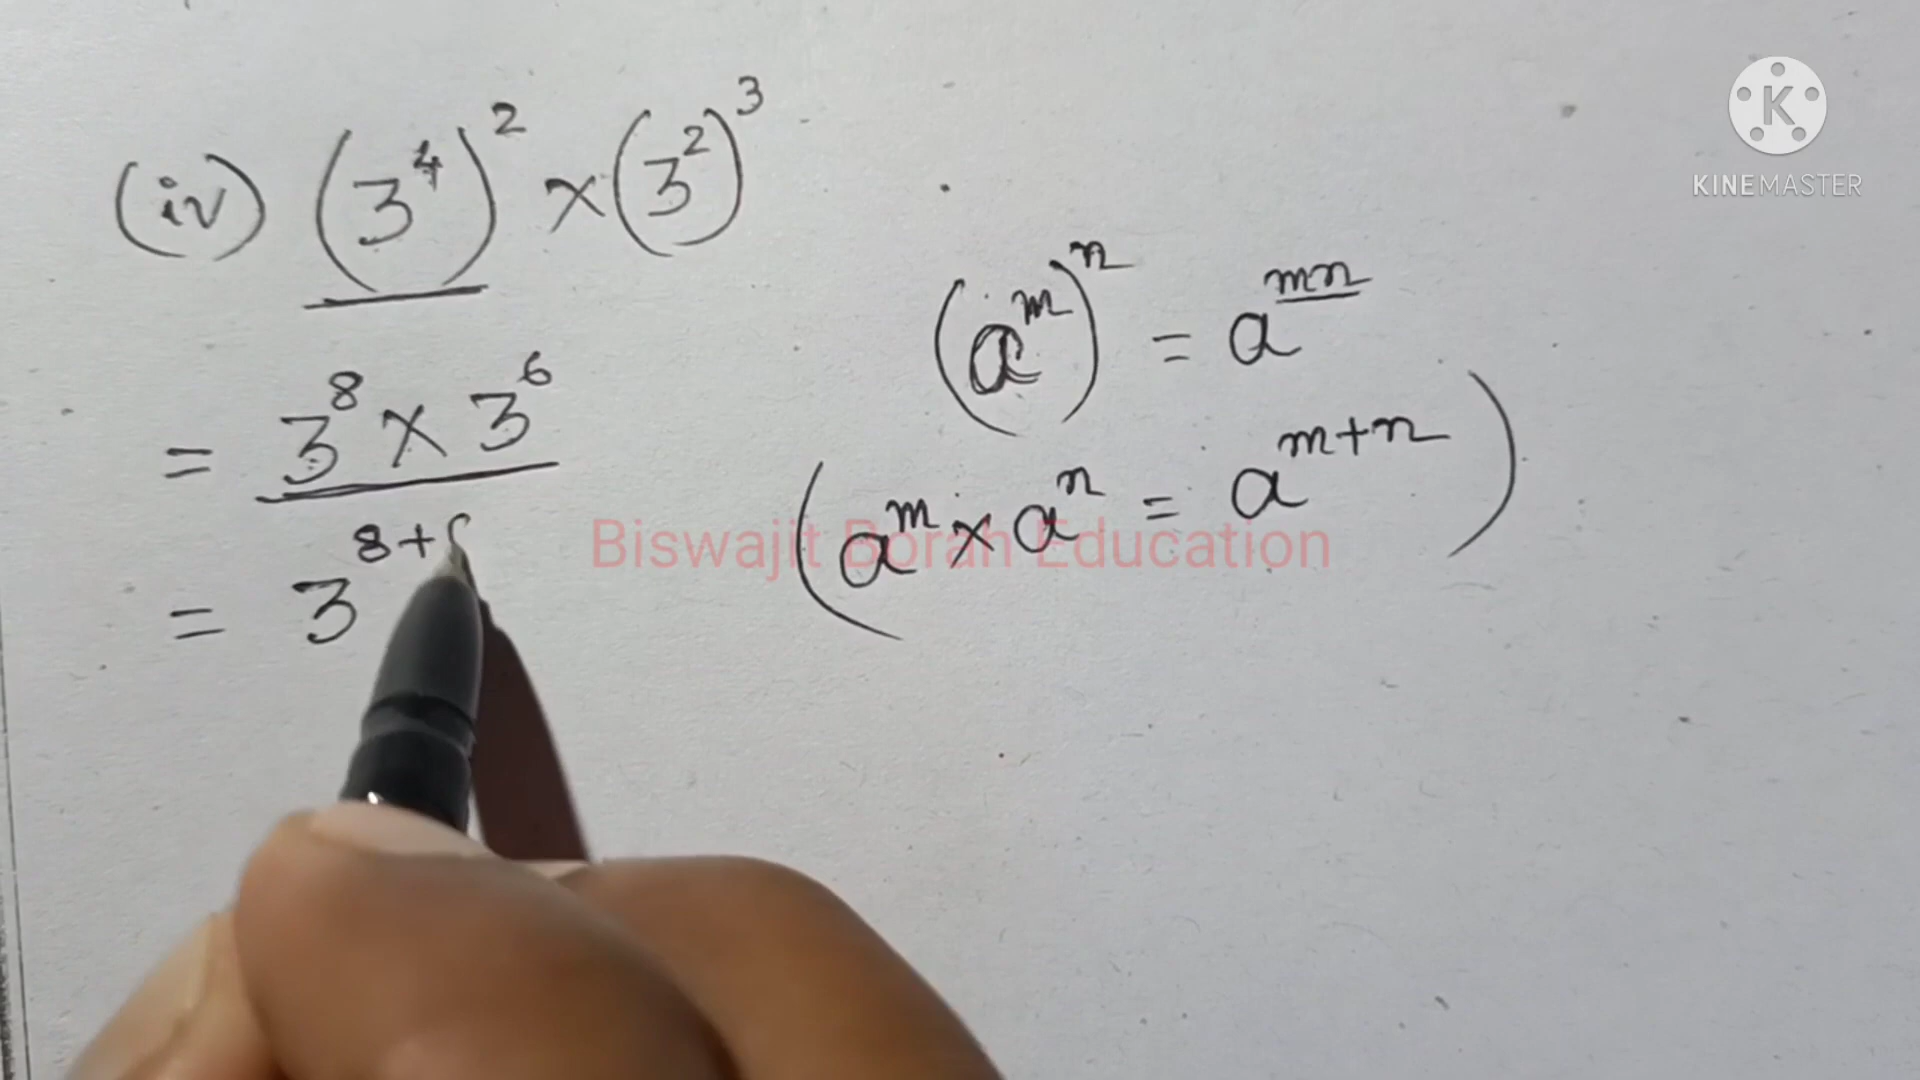 (iv) (3⁴)² × (3²)³
= 3⁸ × 3⁶
= 3⁸⁺
(aᵐ)ⁿ = aᵐⁿ
(aᵐ × aⁿ = aᵐ⁺ⁿ)
Biswajit Borah Education
K
KINEMASTER